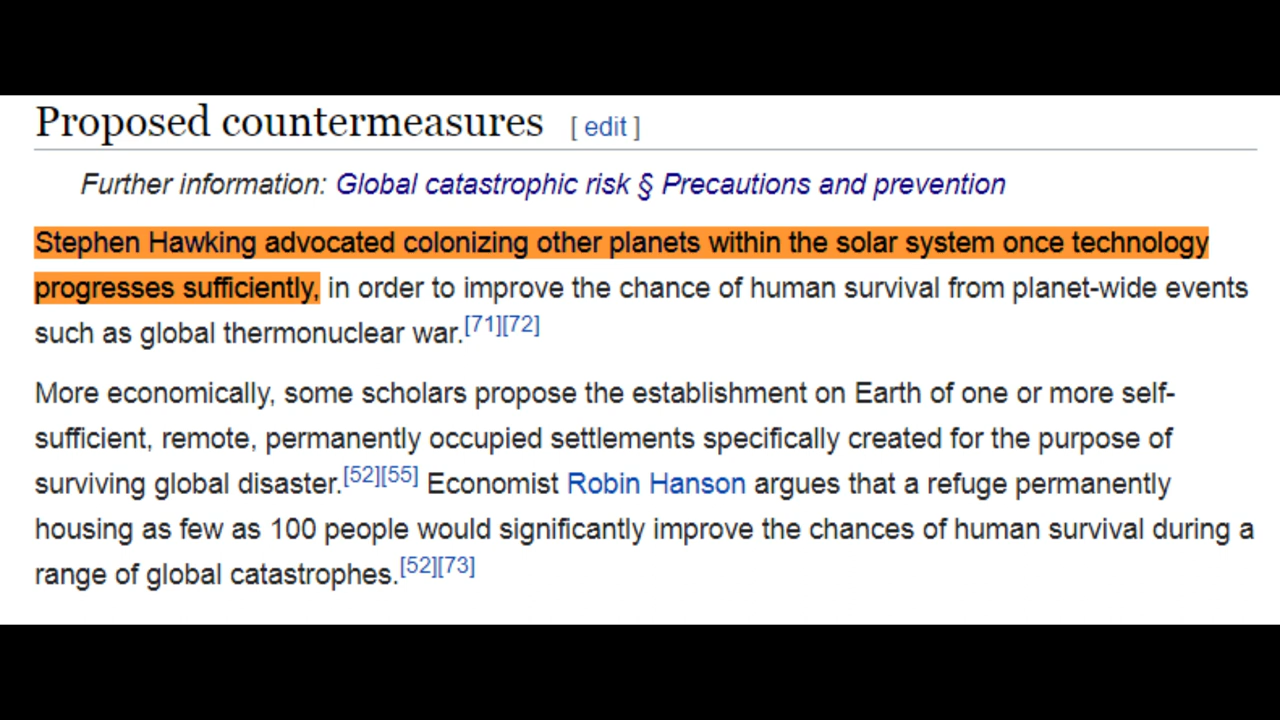 Proposed countermeasures [ edit ]
Further information: Global catastrophic risk § Precautions and prevention
Stephen Hawking advocated colonizing other planets within the solar system once technology
progresses sufficiently, in order to improve the chance of human survival from planet-wide events
such as global thermonuclear war.[71][72]
More economically, some scholars propose the establishment on Earth of one or more self-
sufficient, remote, permanently occupied settlements specifically created for the purpose of
surviving global disaster.[52][55] Economist Robin Hanson argues that a refuge permanently
housing as few as 100 people would significantly improve the chances of human survival during a
range of global catastrophes.[52][73]